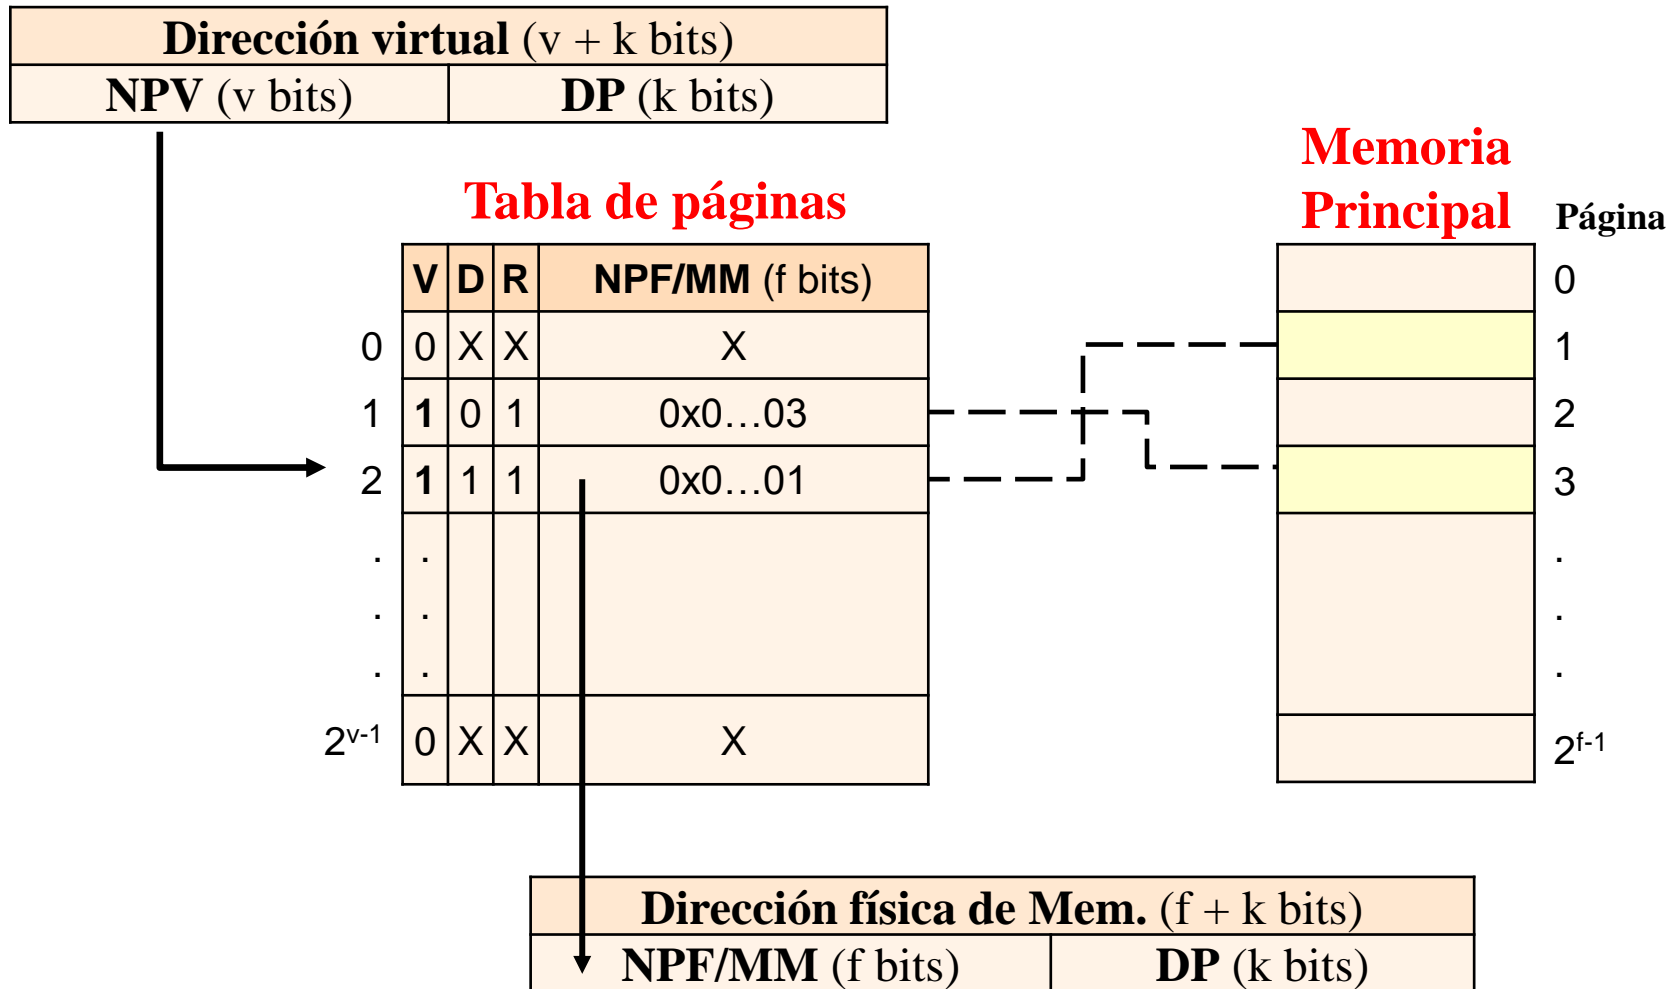 Dirección virtual (v + k bits)
NPV (v bits) DP (k bits)
Tabla de páginas
Memoria
Principal Página
V D R NPF/MM (f bits)
0 0 X X X
1 1 0 1 0x0…03
2 1 1 1 0x0…01
. .
. .
. .
2^v-1 0 X X X
0
1
2
3
.
.
.
2^f-1
Dirección física de Mem. (f + k bits)
NPF/MM (f bits) DP (k bits)